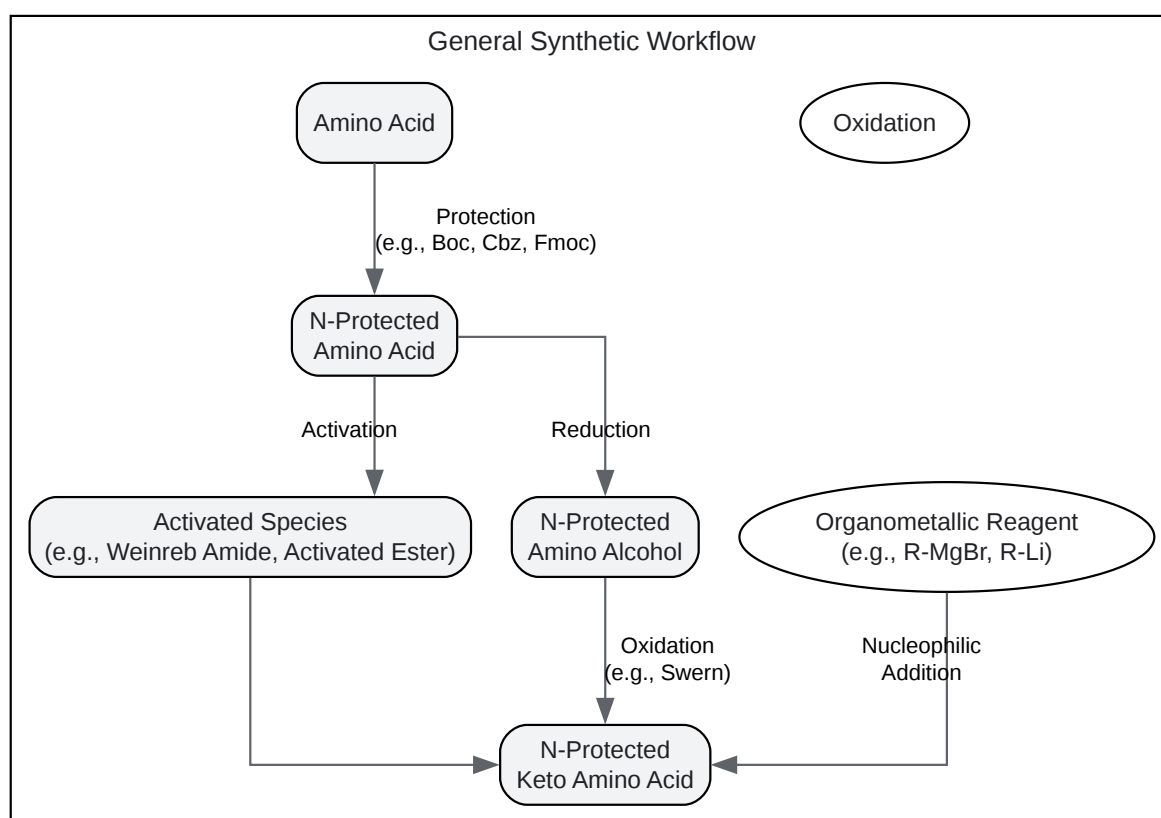 General Synthetic Workflow
Amino Acid
Oxidation
Protection
(e.g., Boc, Cbz, Fmoc)
N-Protected
Amino Acid
Activation
Reduction
Activated Species
(e.g., Weinreb Amide, Activated Ester)
N-Protected
Amino Alcohol
Organometallic Reagent
(e.g., R-MgBr, R-Li)
Oxidation
(e.g., Swern)
Nucleophilic
Addition
N-Protected
Keto Amino Acid